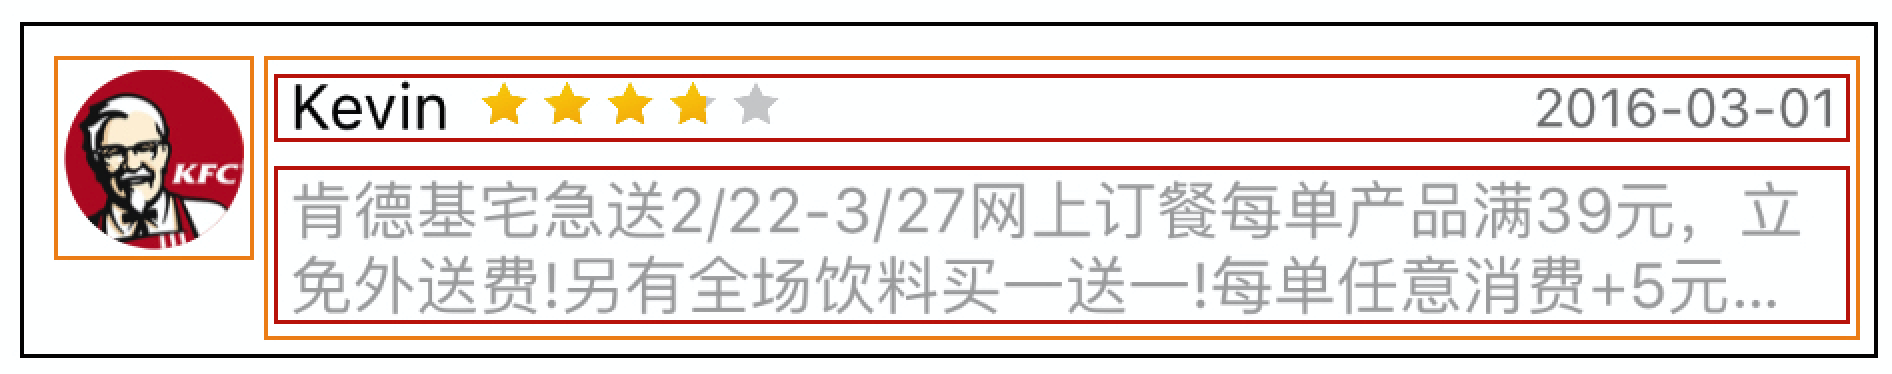 KFC
Kevin 2016-03-01
肯德基宅急送2/22-3/27网上订餐每单产品满39元，立
免外送费!另有全场饮料买一送一!每单任意消费+5元...